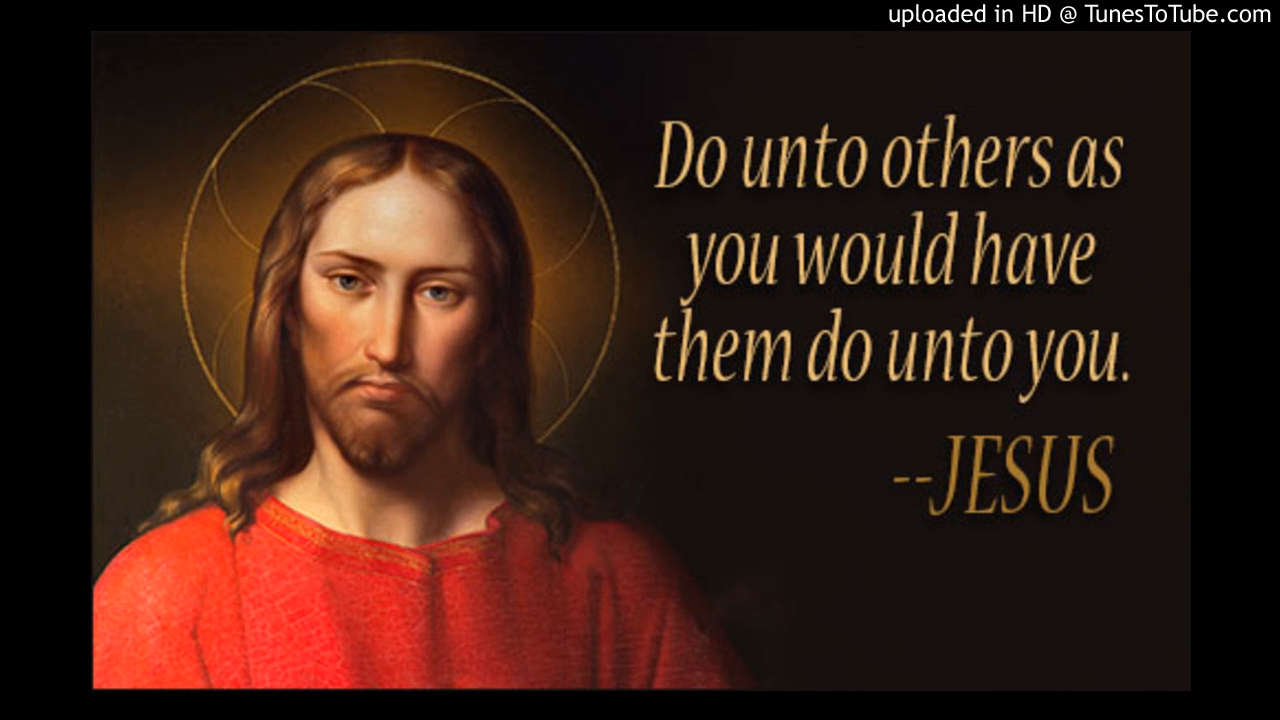 uploaded in HD @ TunesToTube.com
Do unto others as
you would have
them do unto you.
--JESUS